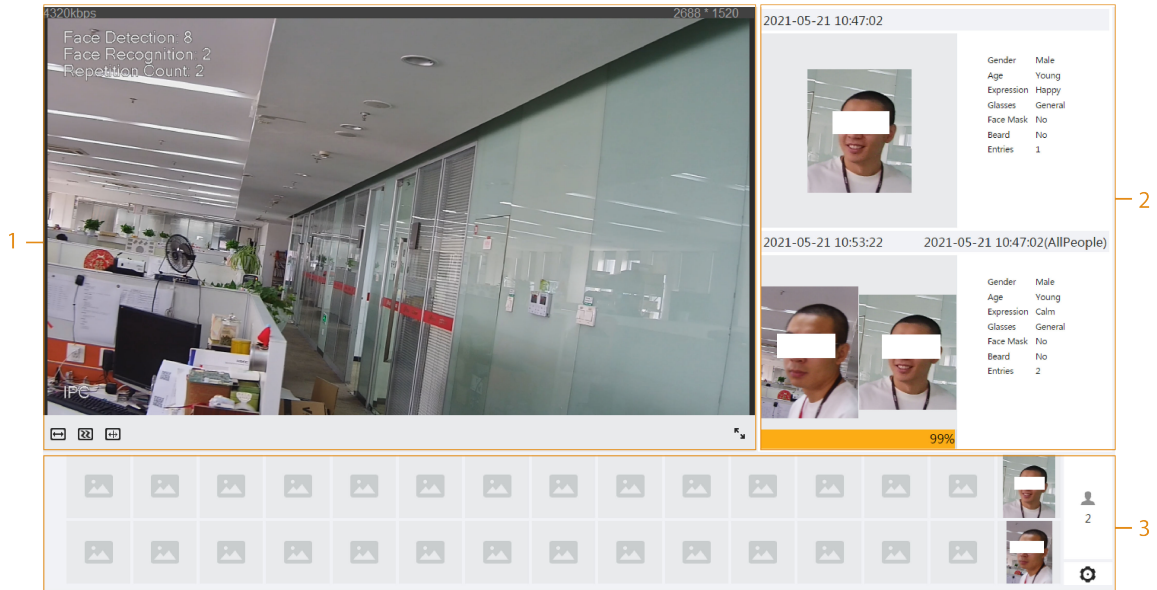 4320kbps
2688 * 1520
Face Detection: 8
Face Recognition: 2
Repetition Count: 2
IPC
1
2021-05-21 10:47:02
Gender Male
Age Young
Expression Happy
Glasses General
Face Mask No
Beard No
Entries 1
2
2021-05-21 10:53:22 2021-05-21 10:47:02(AllPeople)
Gender Male
Age Young
Expression Calm
Glasses General
Face Mask No
Beard No
Entries 2
99%
2
3